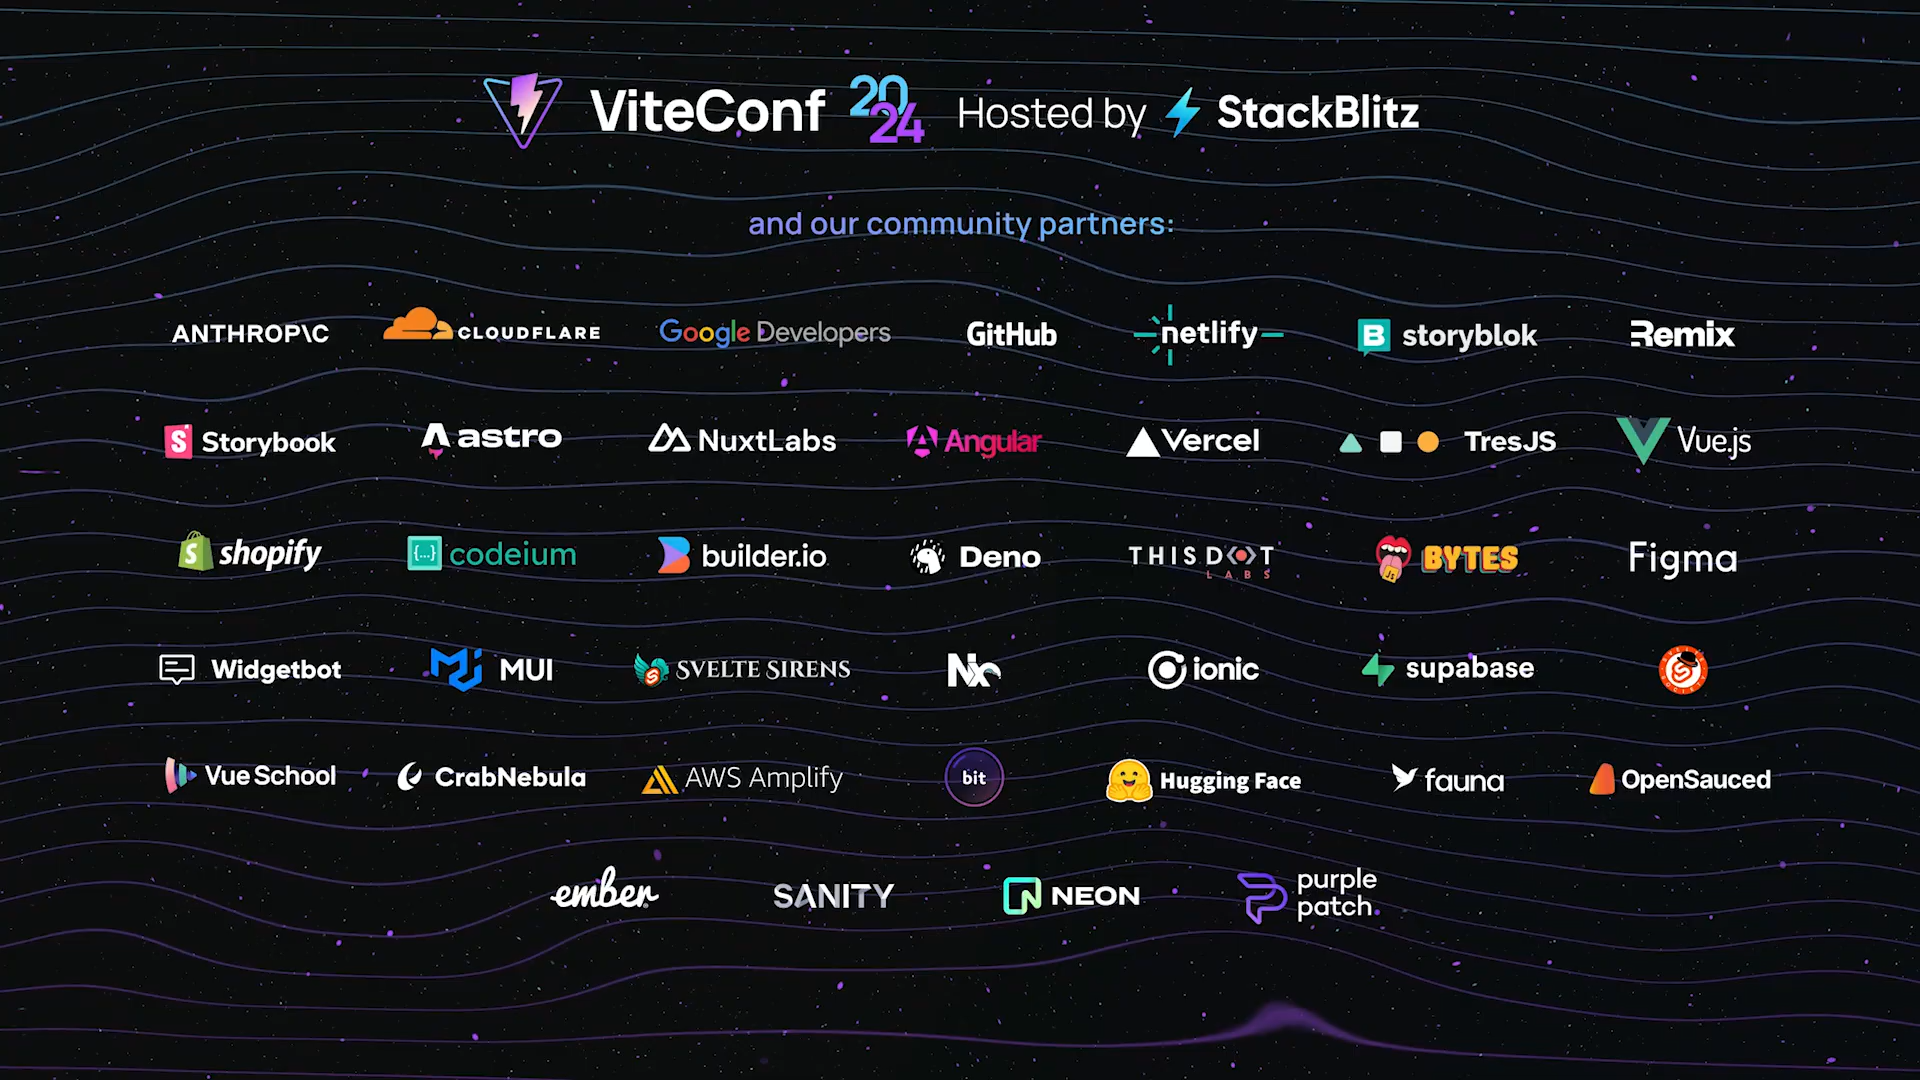 ViteConf 2024 Hosted by StackBlitz
and our community partners:
ANTHROP\C CLOUDFLARE Google Developers GitHub netlify B storyblok Remix
S Storybook astro NuxtLabs Angular Vercel TresJS Vue.js
S shopify {...} codeium builder.io Deno THIS DOT LABS JS BYTES Figma
Widgetbot MUI S SVELTE SIRENS Nx ionic supabase S
Vue School CrabNebula AWS Amplify bit Hugging Face fauna OpenSauced
ember SANITY NEON purple patch.